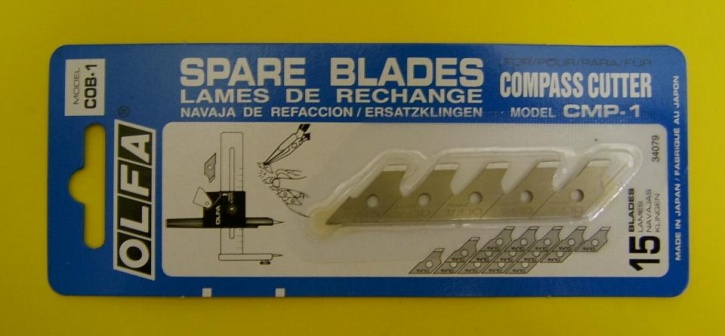 MODEL
COB-1
OLFA®
SPARE BLADES
LAMES DE RECHANGE
NAVAJA DE REFACCION/ERSATZKLINGEN
FOR/POUR/PARA/FÜR
COMPASS CUTTER
MODEL CMP-1
OLFA
34079
15 BLADES
LAMES
NAVAJAS
KLINGEN
MADE IN JAPAN / FABRIQUÉ AU JAPON